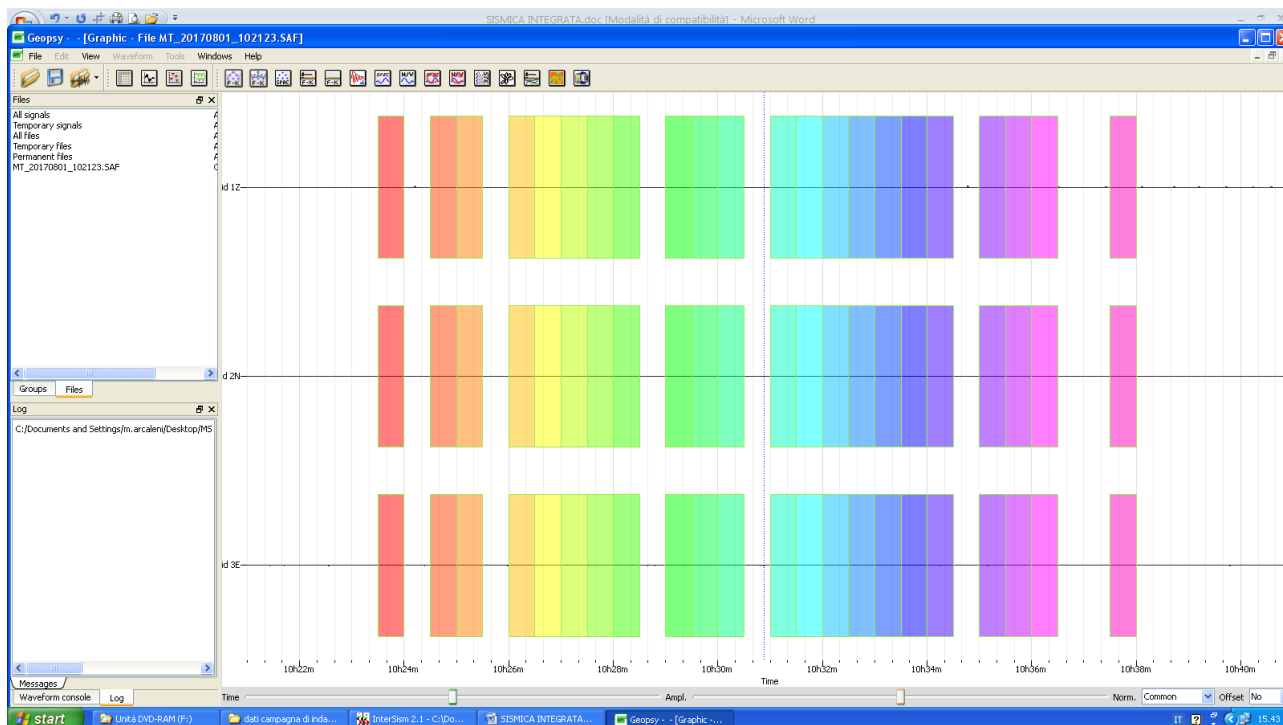 SISMICA INTEGRATA.doc [Modalità di compatibilità] - Microsoft Word
Geopsy - - [Graphic - File MT_20170801_102123.SAF]
File Edit View Waveform Tools Windows Help
Files
All signals
Temporary signals
All files
Temporary files
Permanent files
MT_20170801_102123.SAF
Groups Files
Log
C:/Documents and Settings/m.arcaleni/Desktop/MS
Messages
Waveform console Log
id 1Z
d 2N
id 3E
10h22m 10h24m 10h26m 10h28m 10h30m 10h32m 10h34m 10h36m 10h38m 10h40m
Time
Time Ampl. Norm. Common Offset No
start Unità DVD-RAM (F:) dati campagna di inda... InterSism 2.1 - C:\Do... SISMICA INTEGRATA... Geopsy - - [Graphic -... IT 15.43